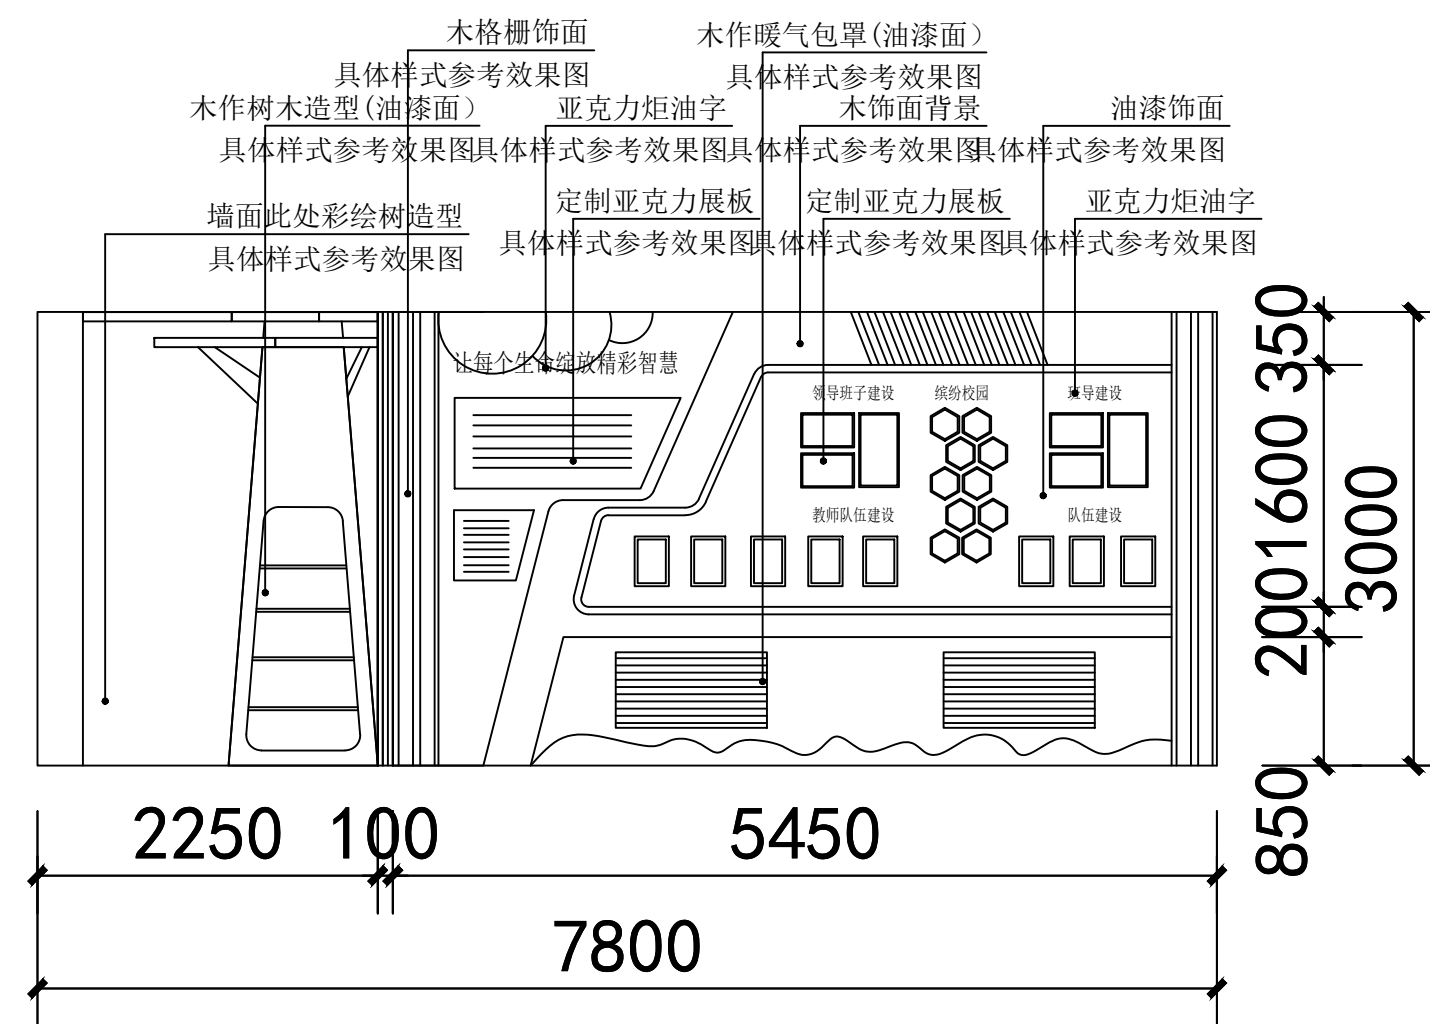 木格栅饰面
木作暖气包罩(油漆面)
具体样式参考效果图
具体样式参考效果图
木作树木造型(油漆面)
亚克力炬油字
木饰面背景
油漆饰面
具体样式参考效果图
具体样式参考效果图
具体样式参考效果图
具体样式参考效果图
墙面此处彩绘树造型
定制亚克力展板
定制亚克力展板
亚克力炬油字
具体样式参考效果图
具体样式参考效果图
具体样式参考效果图
具体样式参考效果图
让每个生命绽放精彩智慧
领导班子建设
缤纷校园
班导建设
教师队伍建设
队伍建设
350
1600
200
850
3000
2250
100
5450
7800